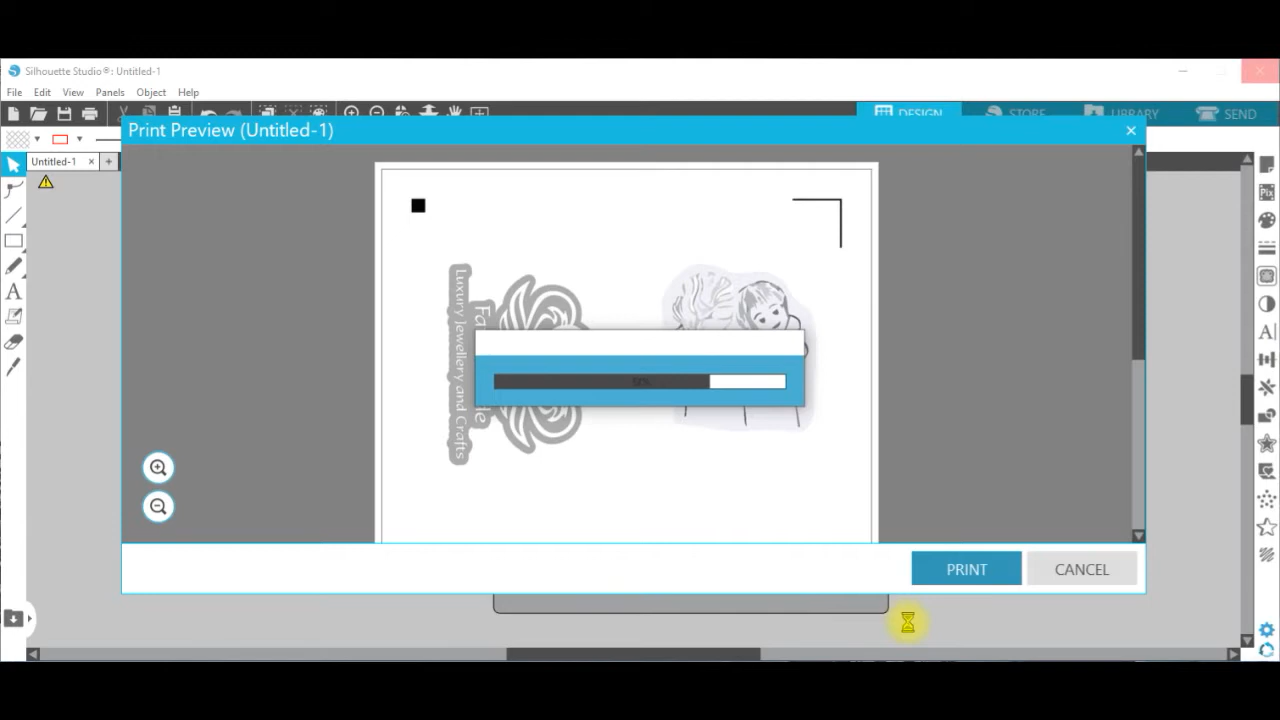 Silhouette Studio®: Untitled-1
File Edit View Panels Object Help
DESIGN STORE LIBRARY SEND
Print Preview (Untitled-1)
Untitled-1
Pix
Luxury Jewellery and Crafts
PRINT CANCEL